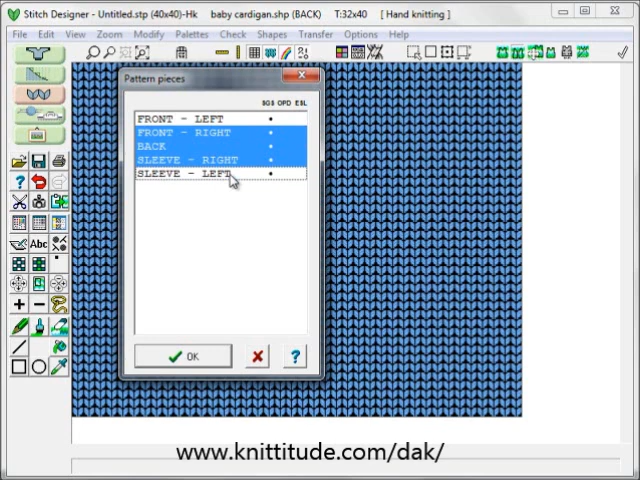 Stitch Designer - Untitled.stp (40x40)-Hk    baby cardigan.shp (BACK)    T:32x40    [ Hand knitting ]
File Edit View Zoom Modify Palettes Check Shapes Transfer Options Help
Pattern pieces
SGS OPD ESL
FRONT - LEFT
FRONT - RIGHT
BACK
SLEEVE - RIGHT
SLEEVE - LEFT
Abc
OK
www.knittitude.com/dak/